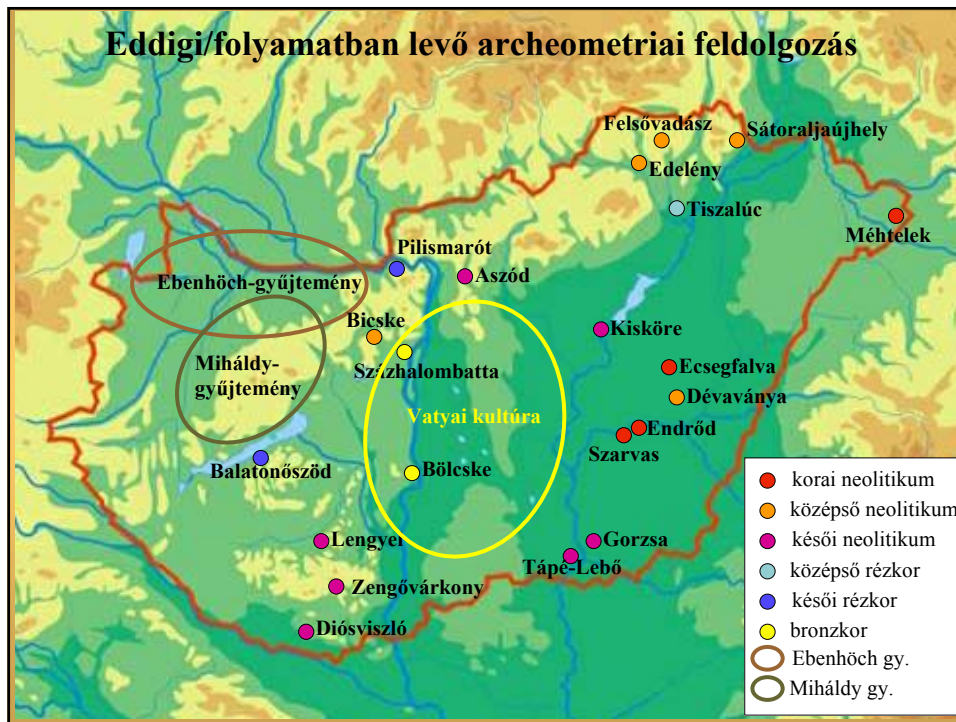 Eddigi/folyamatban levő archeometriai feldolgozás
Felsővadász
Sátoraljaújhely
Edelény
Tiszalúc
Méhtelek
Pilismarót
Aszód
Ebenhöch-gyűjtemény
Bicske
Kisköre
Miháldy-
gyűjtemény
Százhalombatta
Ecsegfalva
Dévaványa
Vatyai kultúra
Endrőd
Szarvas
Balatonőszöd
Bölcske
Lengyel
Gorzsa
Tápé-Lebő
Zengővárkony
Diósviszló
korai neolitikum
középső neolitikum
késői neolitikum
középső rézkor
késői rézkor
bronzkor
Ebenhöch gy.
Miháldy gy.